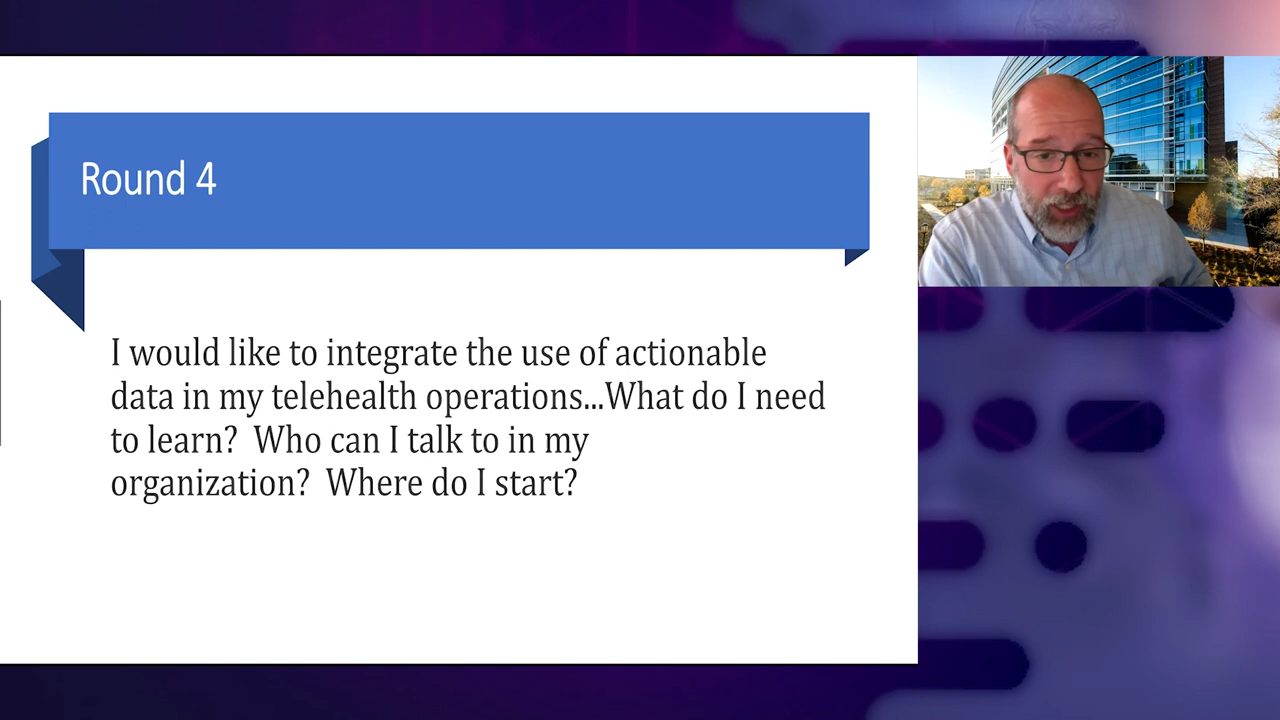 Round 4
I would like to integrate the use of actionable
data in my telehealth operations...What do I need
to learn?  Who can I talk to in my
organization?  Where do I start?